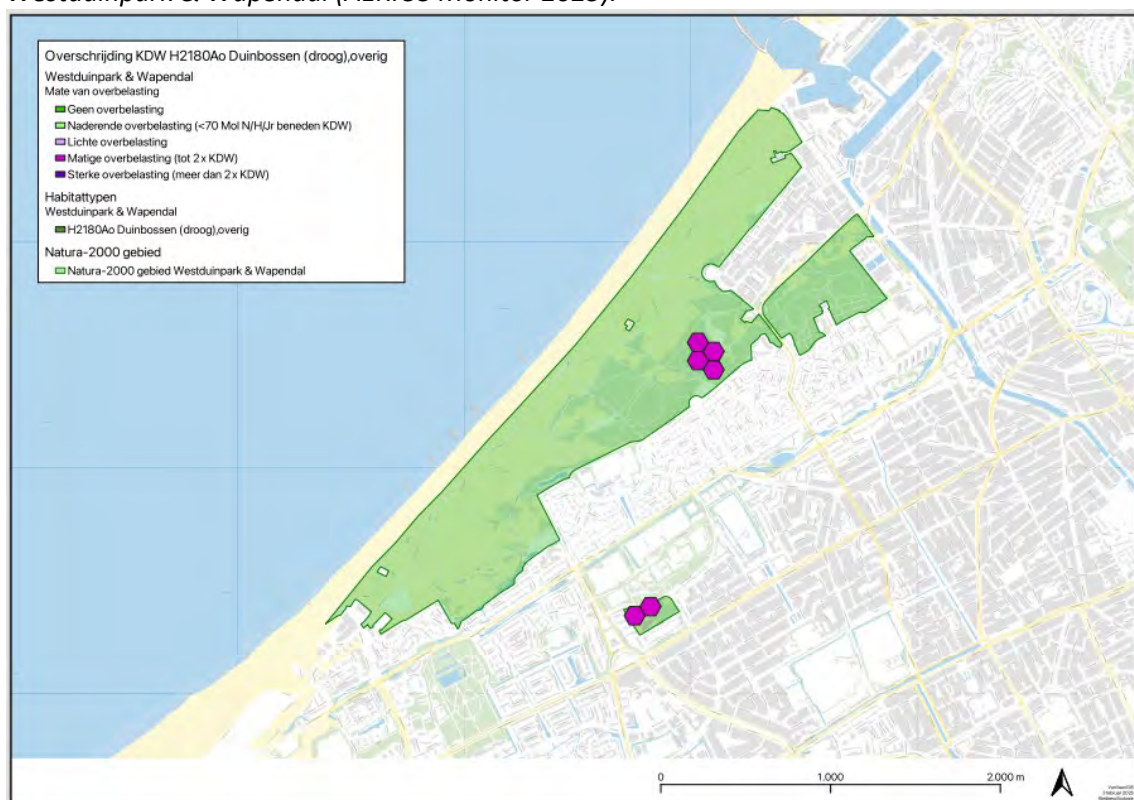 Westduinpark & Wapendal (AERIUS Monitor 2023).
Overschrijding KDW H2180Ao Duinbossen (droog),overig
Westduinpark & Wapendal
Mate van overbelasting
Geen overbelasting
Naderende overbelasting (<70 Mol N/H/Jr beneden KDW)
Lichte overbelasting
Matige overbelasting (tot 2x KDW)
Sterke overbelasting (meer dan 2x KDW)
Habitattypen
Westduinpark & Wapendal
H2180Ao Duinbossen (droog),overig
Natura-2000 gebied
Natura-2000 gebied Westduinpark & Wapendal
0 1.000 2.000 m